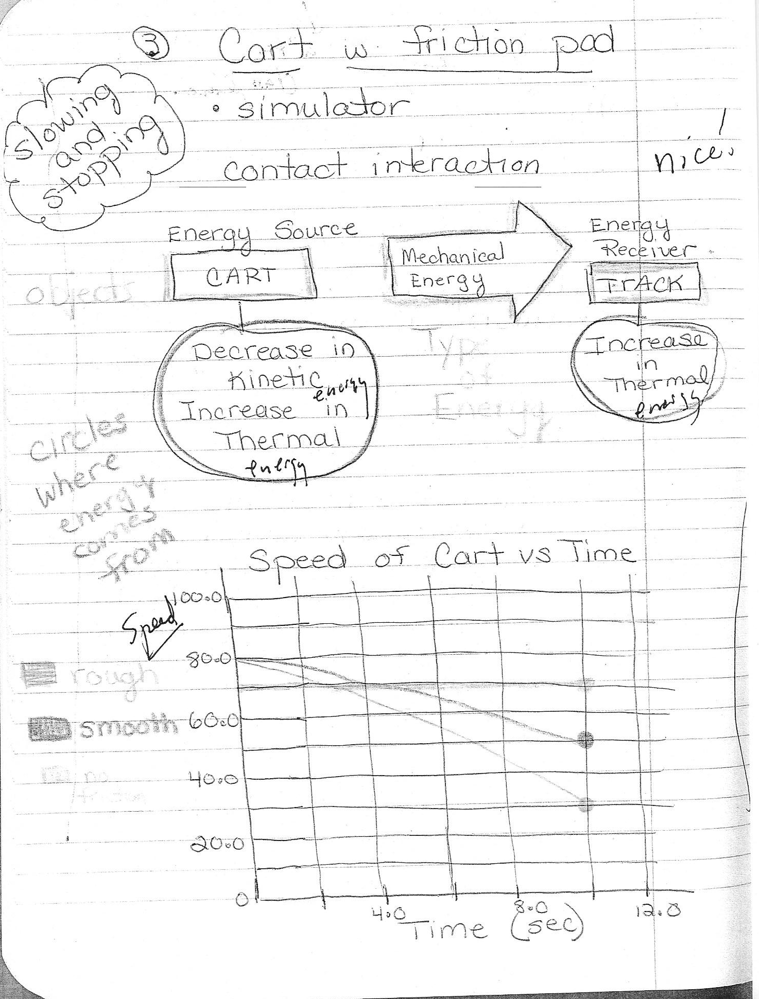 3 Cart w. friction pad
slowing
and
stopping
• simulator
contact interaction
nice!
Energy Source
CART
Mechanical
Energy
Energy
Receiver
TrACK
objects
Decrease in
Kinetic energy
Increase in
Thermal
energy
Type
of
Energy
Increase
in
Thermal
energy
circles
where
energy
comes
from
Speed of Cart vs Time
Speed
100.0
80.0
60.0
40.0
20.0
0
rough
smooth
no
friction
4.0
8.0
12.0
Time (sec)